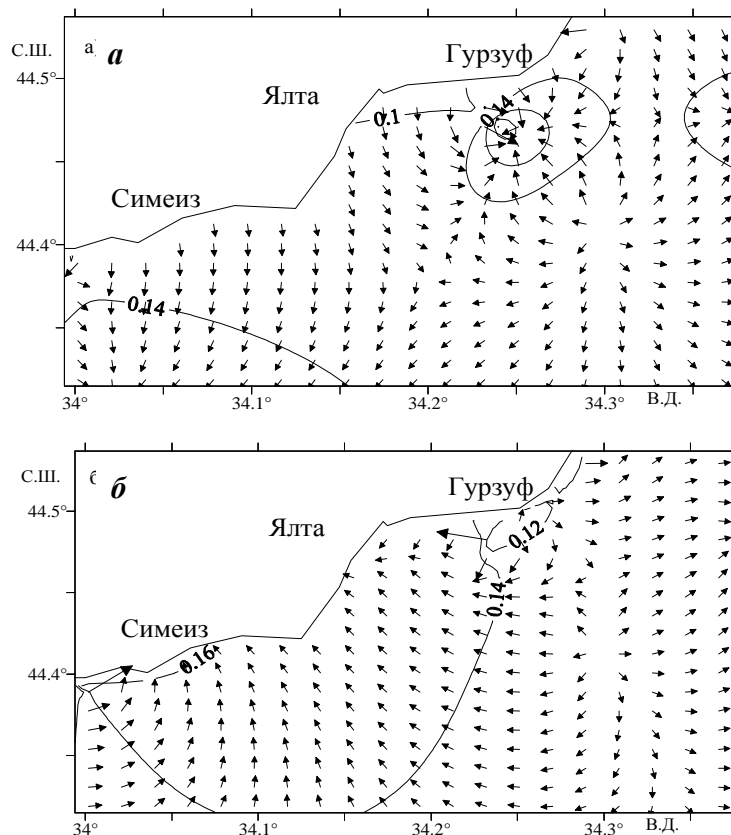 С.Ш.
а) а
Гурзуф
44.5°
Ялта
0.14
0.1
Симеиз
44.4°
0.14
34° 34.1° 34.2° 34.3° В.Д.
С.Ш.
б
Гурзуф
44.5°
Ялта
0.12
0.14
Симеиз
0.16
44.4°
34° 34.1° 34.2° 34.3° В.Д.